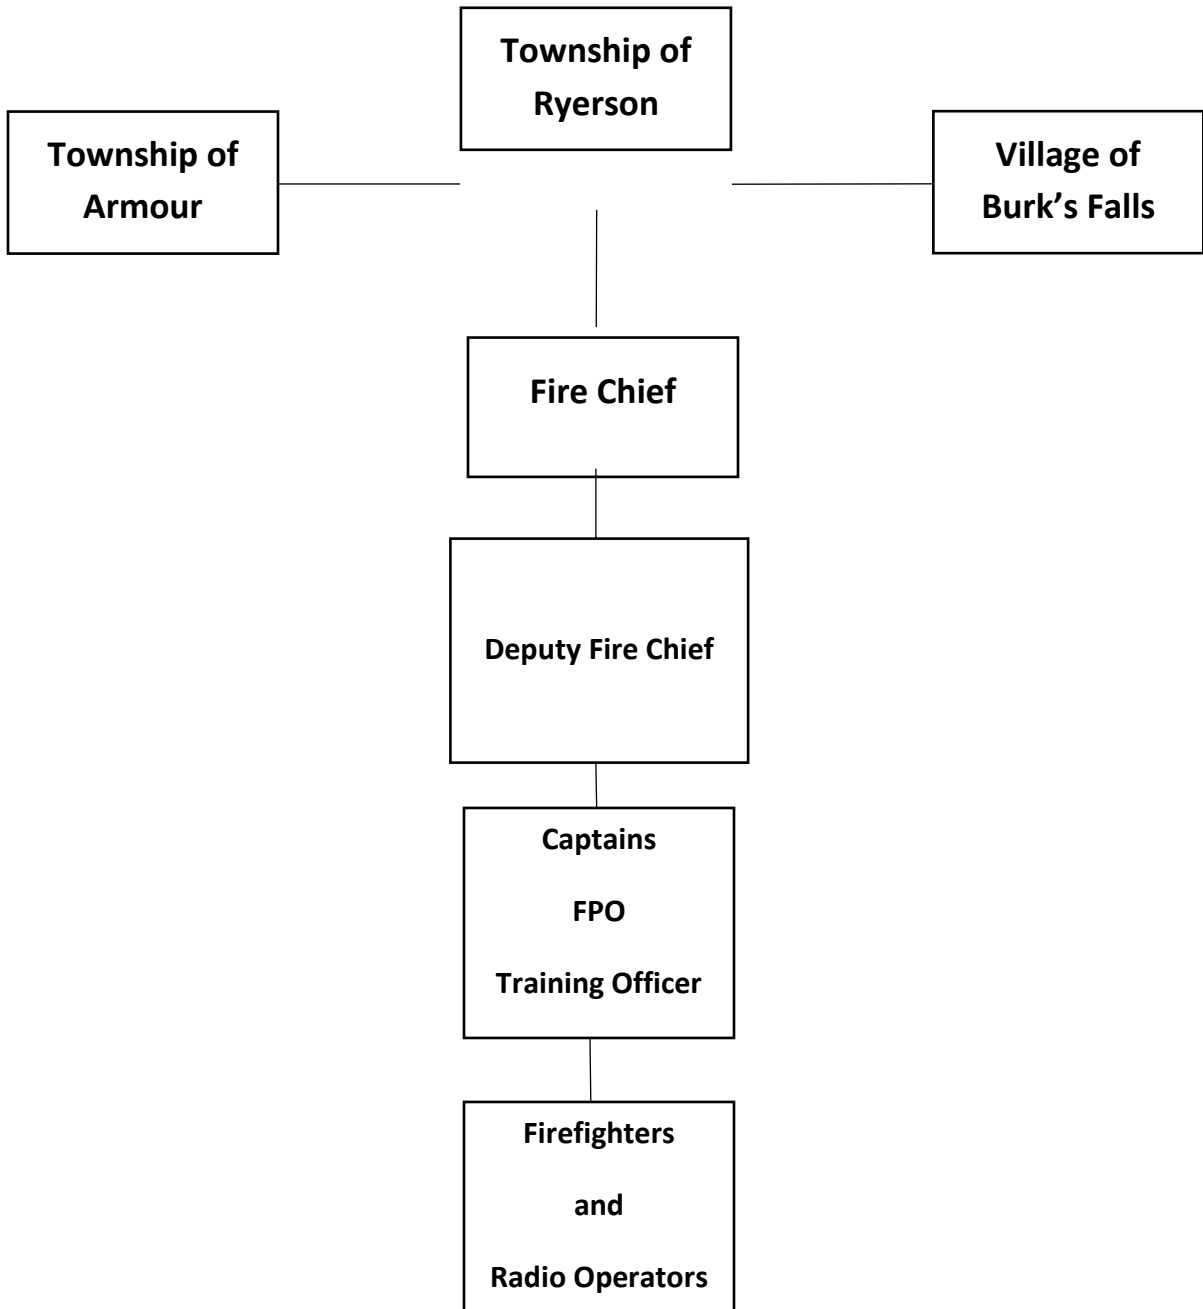 Township of
Ryerson
Township of
Armour
Village of
Burk’s Falls
Fire Chief
Deputy Fire Chief
Captains
FPO
Training Officer
Firefighters
and
Radio Operators